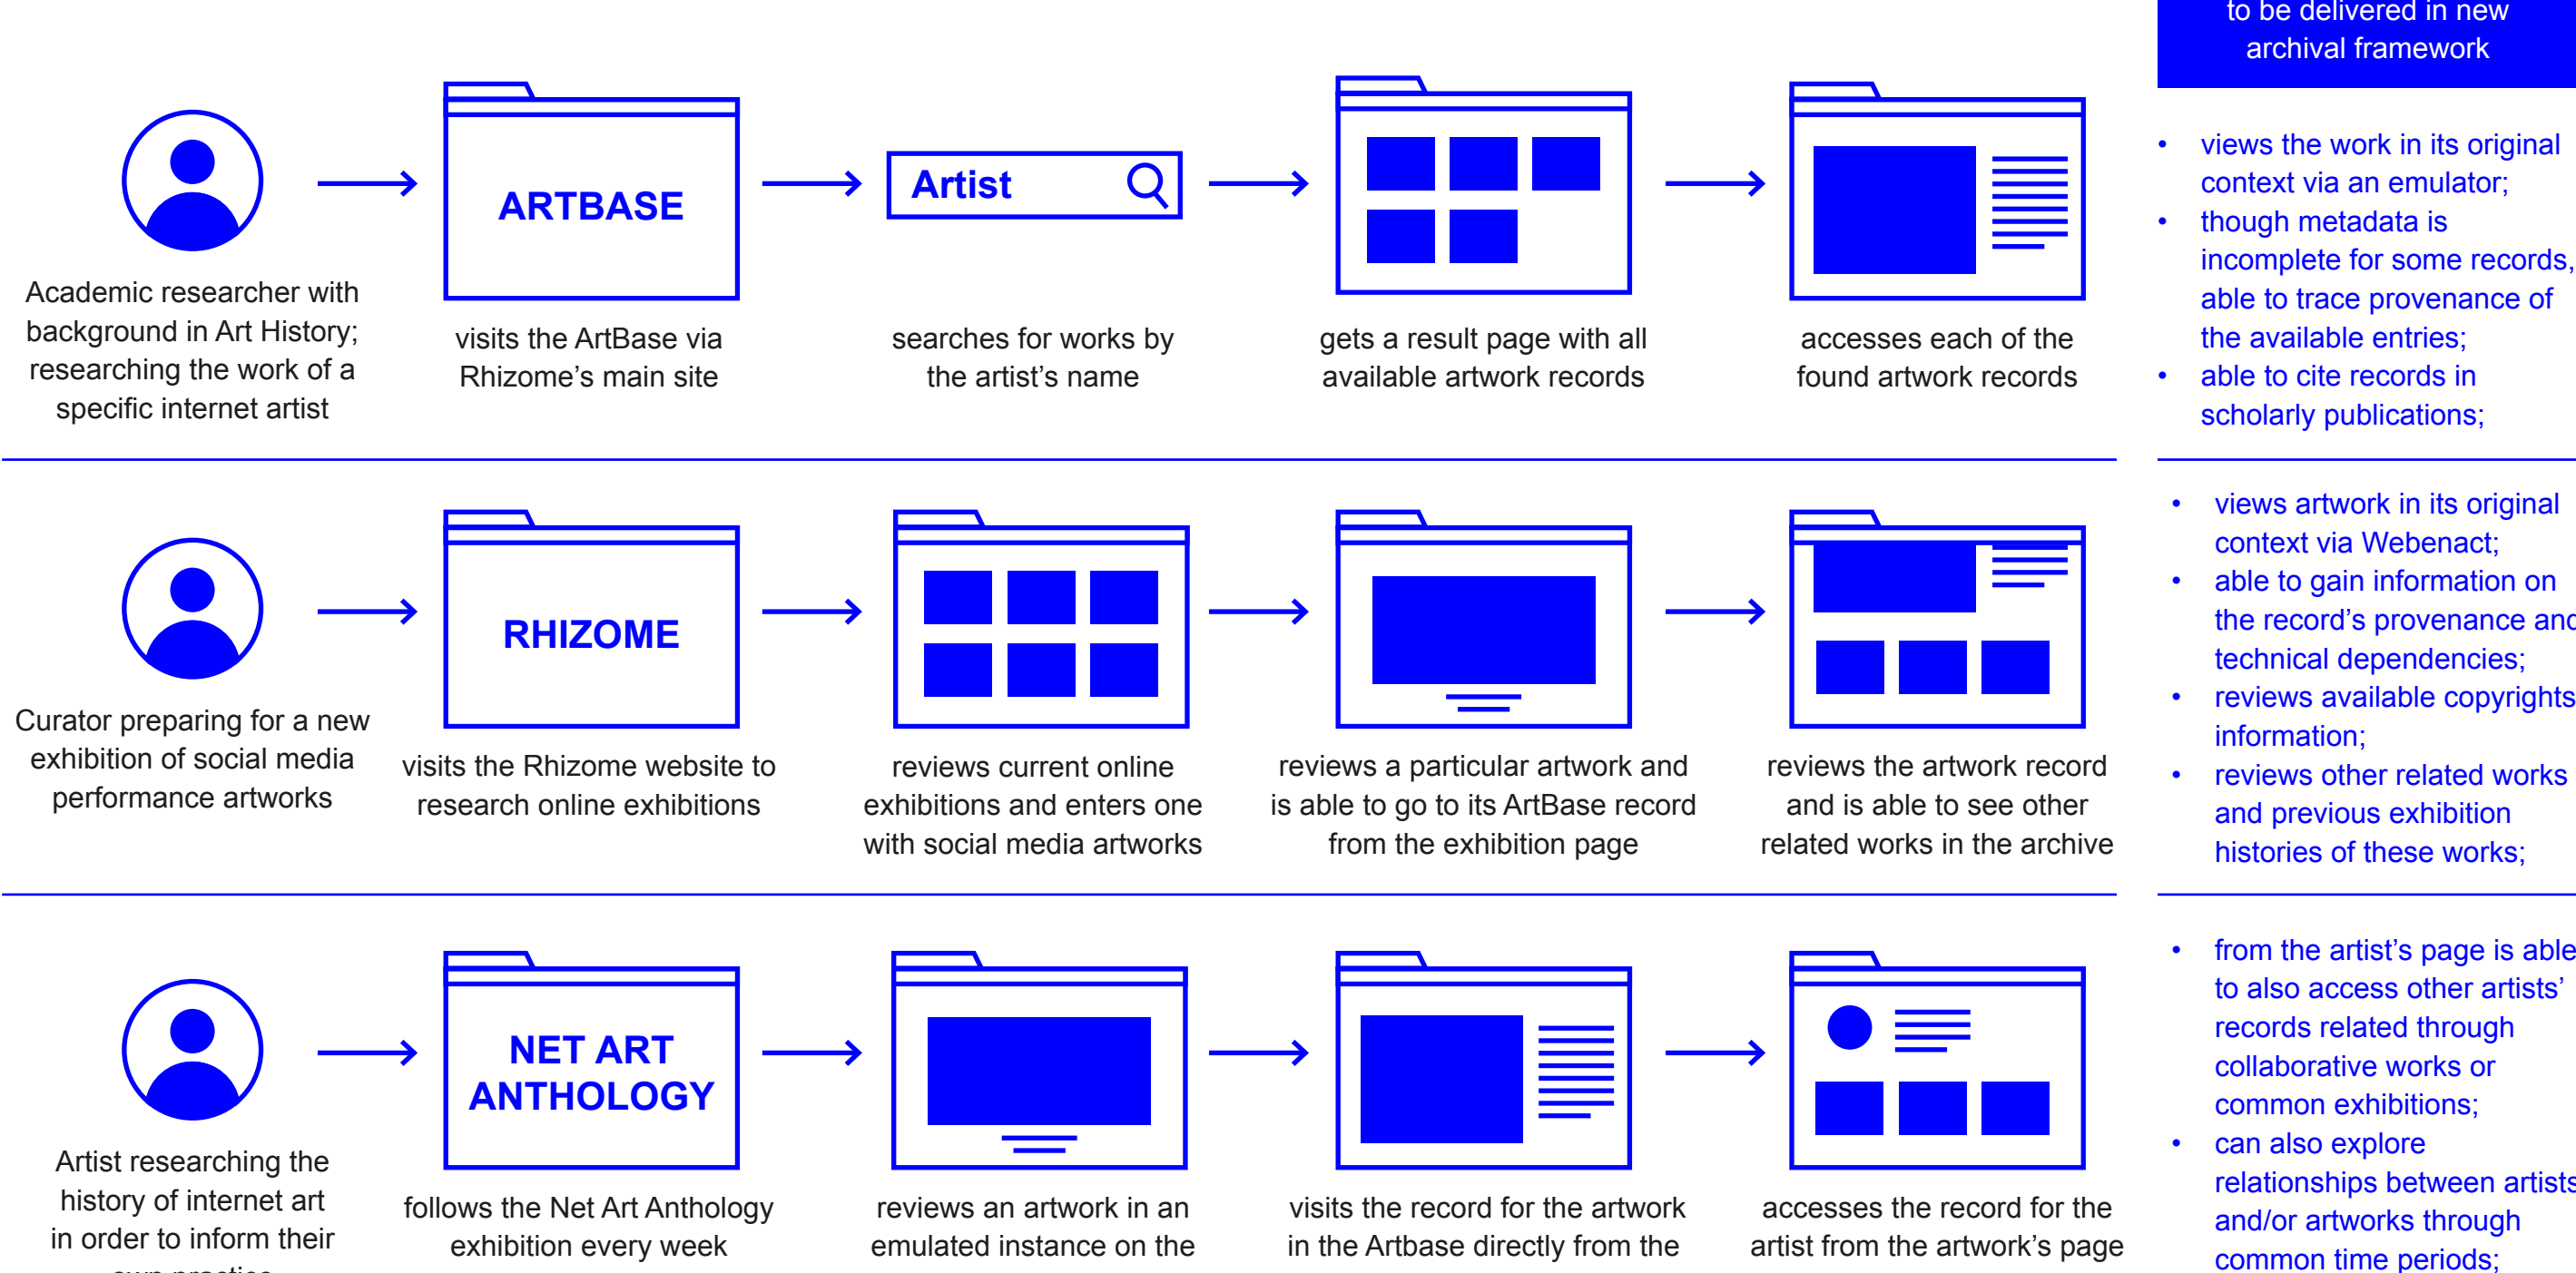 to be delivered in new
archival framework
ARTBASE
Artist
Academic researcher with
background in Art History;
researching the work of a
specific internet artist
visits the ArtBase via
Rhizome’s main site
searches for works by
the artist’s name
gets a result page with all
available artwork records
accesses each of the
found artwork records
• views the work in its original
context via an emulator;
• though metadata is
incomplete for some records,
able to trace provenance of
the available entries;
• able to cite records in
scholarly publications;
RHIZOME
Curator preparing for a new
exhibition of social media
performance artworks
visits the Rhizome website to
research online exhibitions
reviews current online
exhibitions and enters one
with social media artworks
reviews a particular artwork and
is able to go to its ArtBase record
from the exhibition page
reviews the artwork record
and is able to see other
related works in the archive
• views artwork in its original
context via Webenact;
• able to gain information on
the record’s provenance and
technical dependencies;
• reviews available copyrights
information;
• reviews other related works
and previous exhibition
histories of these works;
NET ART
ANTHOLOGY
Artist researching the
history of internet art
in order to inform their
own practice
follows the Net Art Anthology
exhibition every week
reviews an artwork in an
emulated instance on the
visits the record for the artwork
in the Artbase directly from the
accesses the record for the
artist from the artwork’s page
• from the artist’s page is able
to also access other artists’
records related through
collaborative works or
common exhibitions;
• can also explore
relationships between artists
and/or artworks through
common time periods;